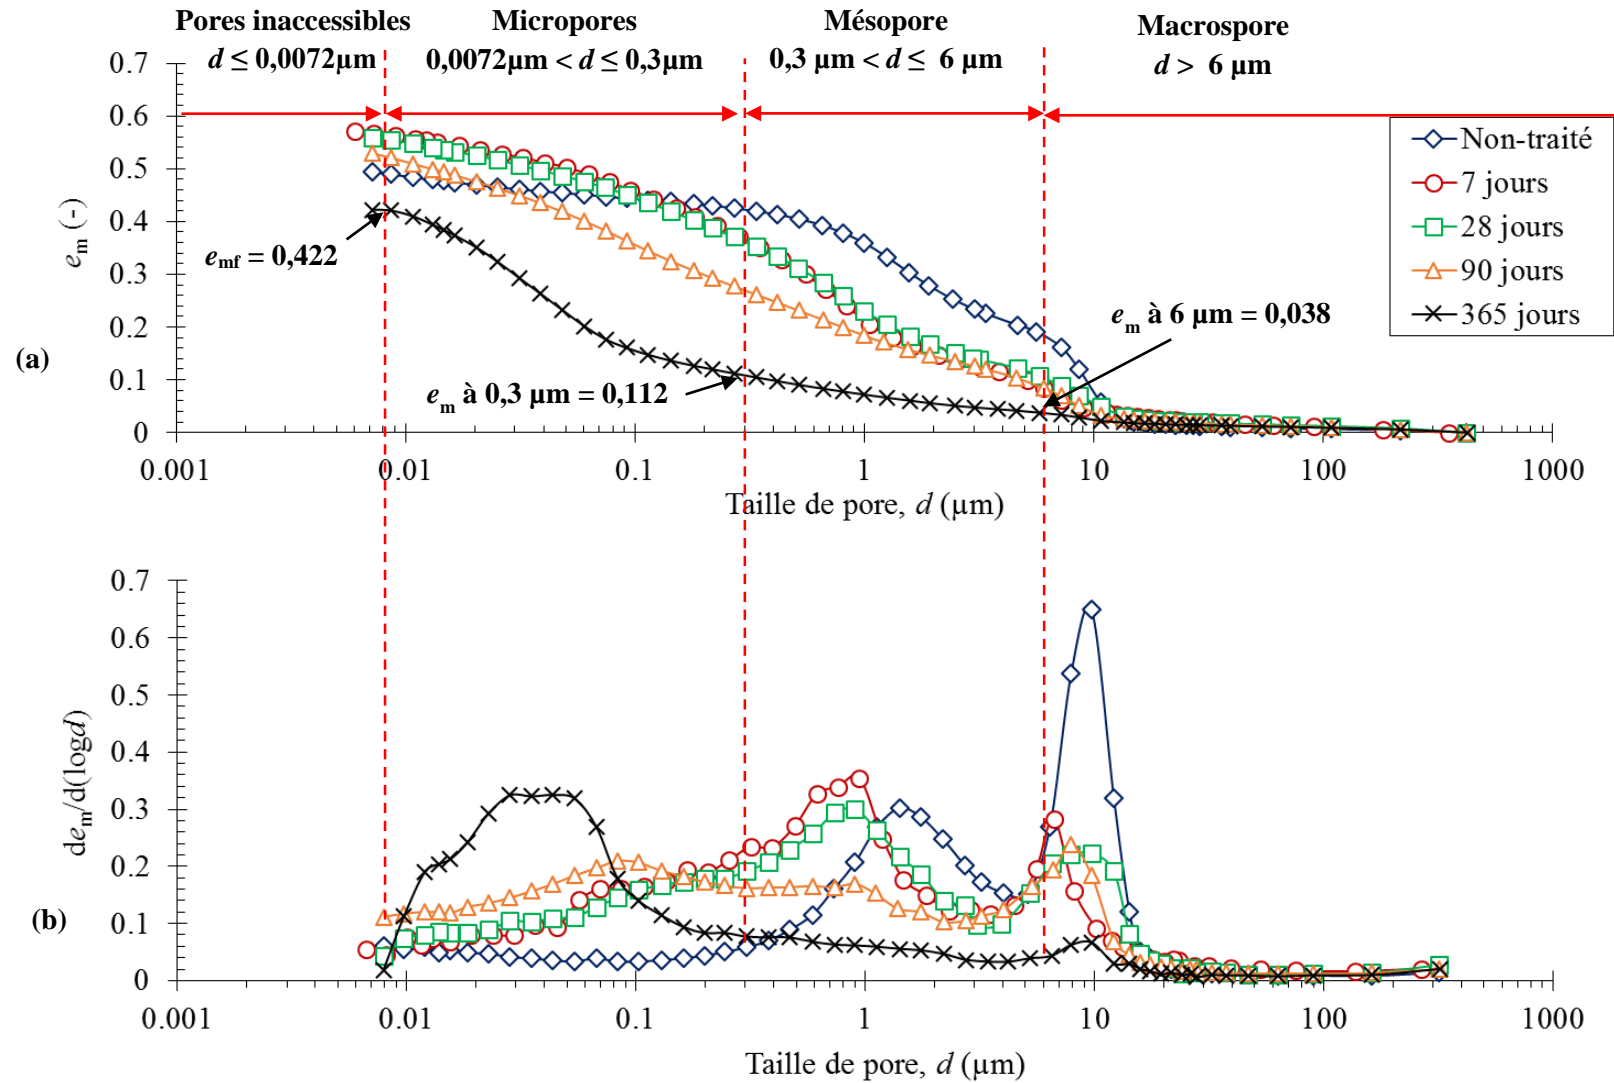 Pores inaccessibles Micropores Mésopore Macrospore
d ≤ 0,0072µm 0,0072µm < d ≤ 0,3µm 0,3 µm < d ≤ 6 µm d > 6 µm
0.7
0.6
0.5
0.4
0.3
0.2
0.1
0
e_m (-)
(a)
Non-traité
7 jours
28 jours
90 jours
365 jours
e_mf = 0,422
e_m à 0,3 µm = 0,112
e_m à 6 µm = 0,038
0.001 0.01 0.1 1 10 100 1000
Taille de pore, d (µm)
0.7
0.6
0.5
0.4
0.3
0.2
0.1
0
de_m/d(logd)
(b)
0.001 0.01 0.1 1 10 100 1000
Taille de pore, d (µm)